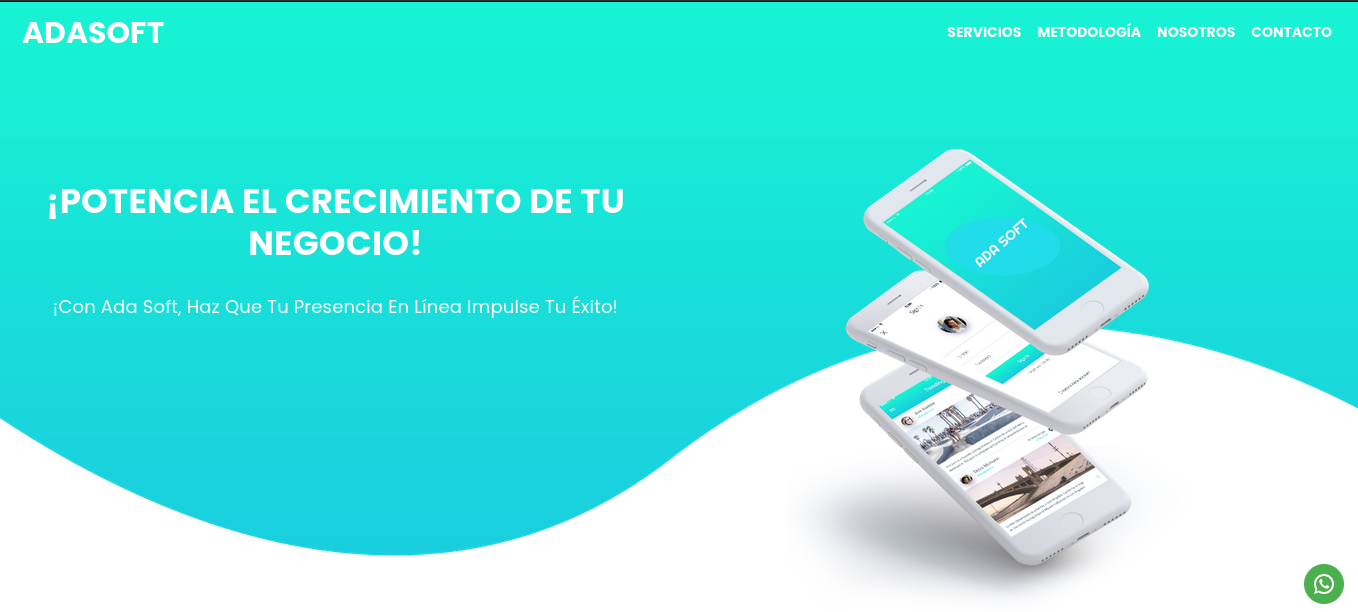 ADASOFT
SERVICIOS METODOLOGÍA NOSOTROS CONTACTO
¡POTENCIA EL CRECIMIENTO DE TU
NEGOCIO!
¡Con Ada Soft, Haz Que Tu Presencia En Línea Impulse Tu Éxito!
ADA SOFT